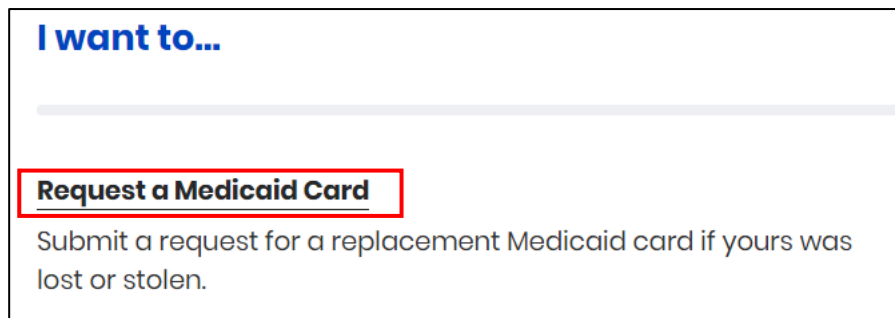 I want to...
Request a Medicaid Card
Submit a request for a replacement Medicaid card if yours was
lost or stolen.